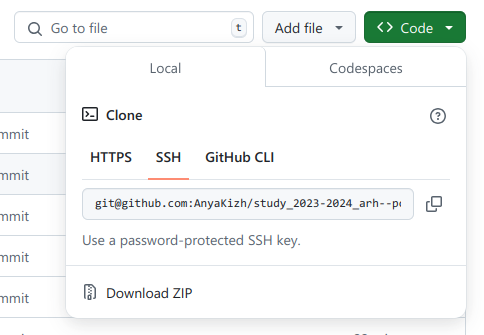 Go to file
t
Add file
<> Code
Local
Codespaces
mmit
Clone
HTTPS
SSH
GitHub CLI
mmit
mmit
git@github.com:AnyaKizh/study_2023-2024_arh--p
mmit
Use a password-protected SSH key.
mmit
Download ZIP